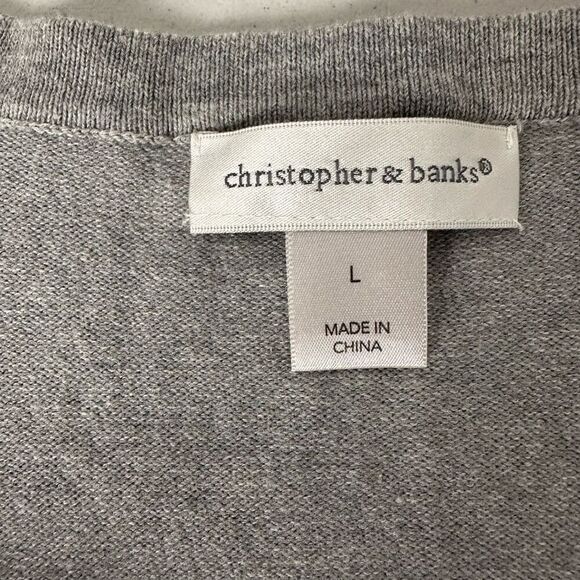 christopher & banks®
L
MADE IN
CHINA